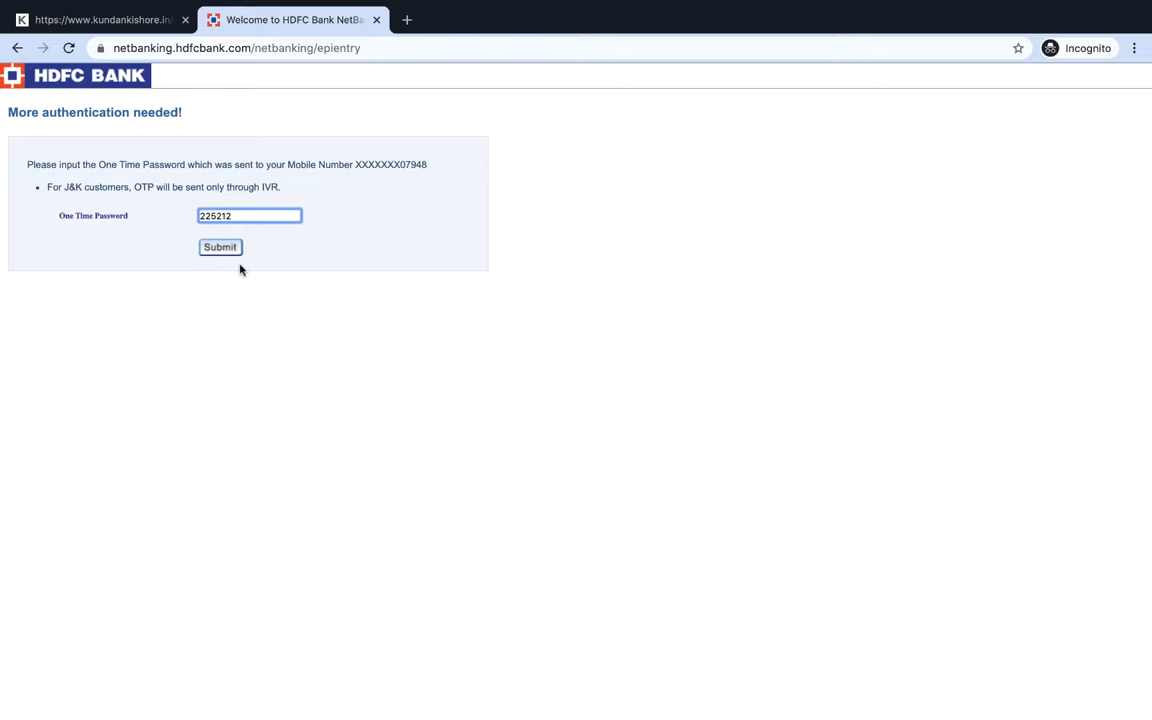 K https://www.kundankishore.in/
Welcome to HDFC Bank NetBa
netbanking.hdfcbank.com/netbanking/epientry
Incognito
HDFC BANK
More authentication needed!
Please input the One Time Password which was sent to your Mobile Number XXXXXXX07948
• For J&K customers, OTP will be sent only through IVR.
One Time Password 225212
Submit